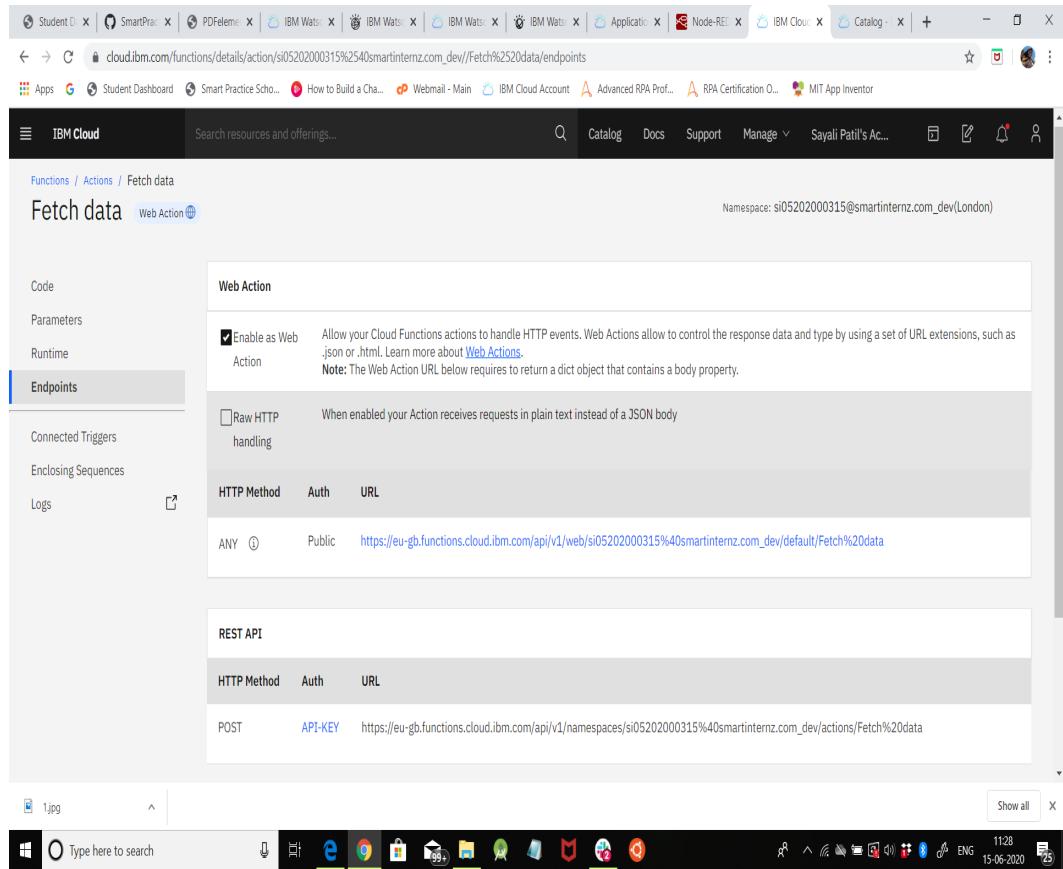 Student D
SmartPrac
PDFeleme
IBM Wats
IBM Wats
IBM Wats
IBM Wats
Applicatio
Node-RED
IBM Clou
Catalog -
cloud.ibm.com/functions/details/action/si05202000315%2540smartinternz.com_dev//Fetch%2520data/endpoints
Apps
Student Dashboard
Smart Practice Scho...
How to Build a Cha...
Webmail - Main
IBM Cloud Account
Advanced RPA Prof...
RPA Certification O...
MIT App Inventor
IBM Cloud
Search resources and offerings...
Catalog
Docs
Support
Manage
Sayali Patil's Ac...
Functions / Actions / Fetch data
Fetch data
Web Action
Namespace: si05202000315@smartinternz.com_dev(London)
Code
Parameters
Runtime
Endpoints
Connected Triggers
Enclosing Sequences
Logs
Web Action
Enable as Web
Action
Allow your Cloud Functions actions to handle HTTP events. Web Actions allow to control the response data and type by using a set of URL extensions, such as
.json or .html. Learn more about Web Actions.
Note: The Web Action URL below requires to return a dict object that contains a body property.
Raw HTTP
handling
When enabled your Action receives requests in plain text instead of a JSON body
HTTP Method Auth URL
ANY Public https://eu-gb.functions.cloud.ibm.com/api/v1/web/si05202000315%40smartinternz.com_dev/default/Fetch%20data
REST API
HTTP Method Auth URL
POST API-KEY https://eu-gb.functions.cloud.ibm.com/api/v1/namespaces/si05202000315%40smartinternz.com_dev/actions/Fetch%20data
1.jpg
Show all
Type here to search
99+
ENG
11:28
15-06-2020
25